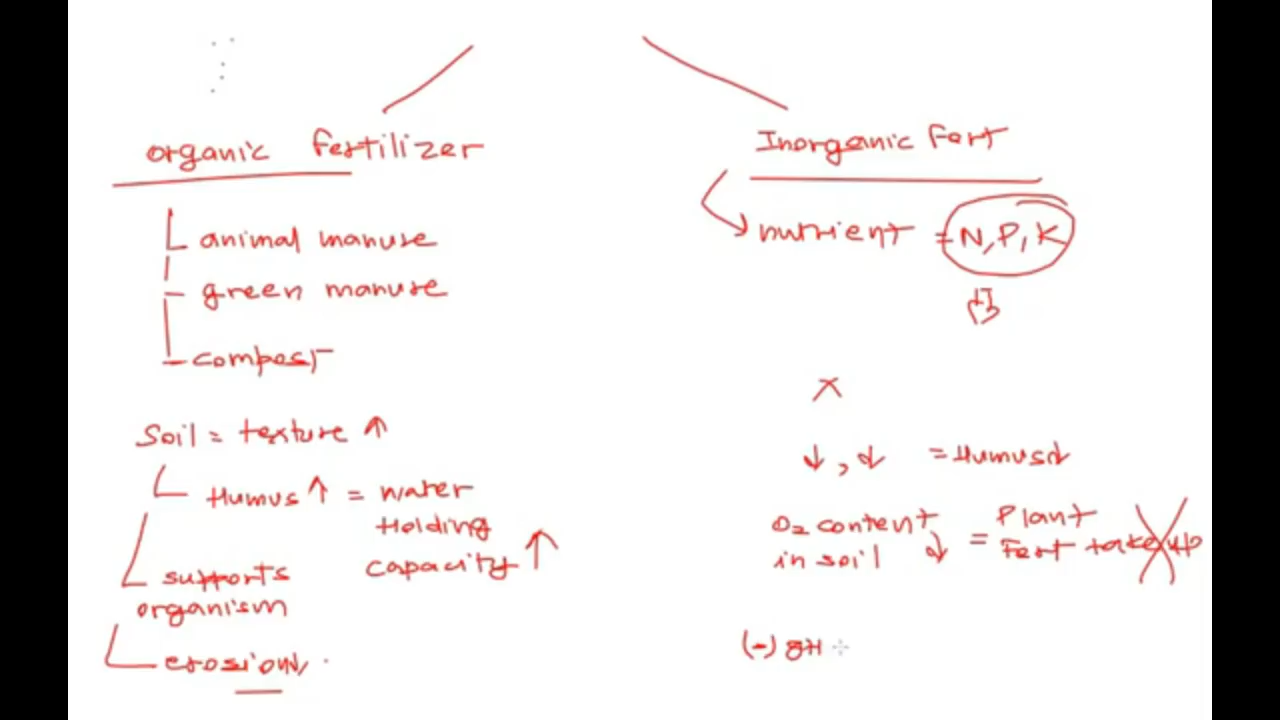 organic fertilizer
animal manure
green manure
compost
Soil = texture ↑
Humus ↑ = water
Holding
capacity ↑
supports
organism
erosion
Inorganic Fert
nutrient = N, P, K
X
↓, ↓ = Humus↓
O₂ content
in soil ↓ = Plant
Fert take up
(-)